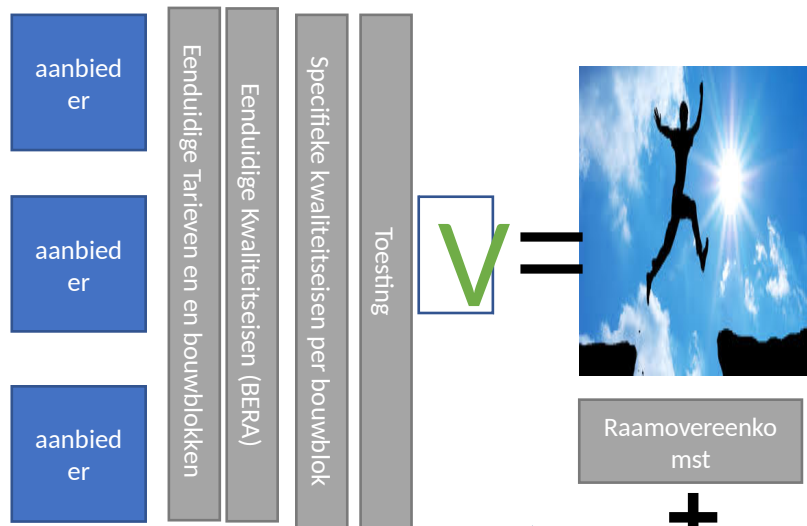 aanbied
er
aanbied
er
aanbied
er
Eenduidige Tarieven en en bouwblokken
Eenduidige Kwaliteitseisen (BERA)
Specifieke kwaliteitseisen per bouwblok
Toesting
V
=
Raamovereenko
mst
+